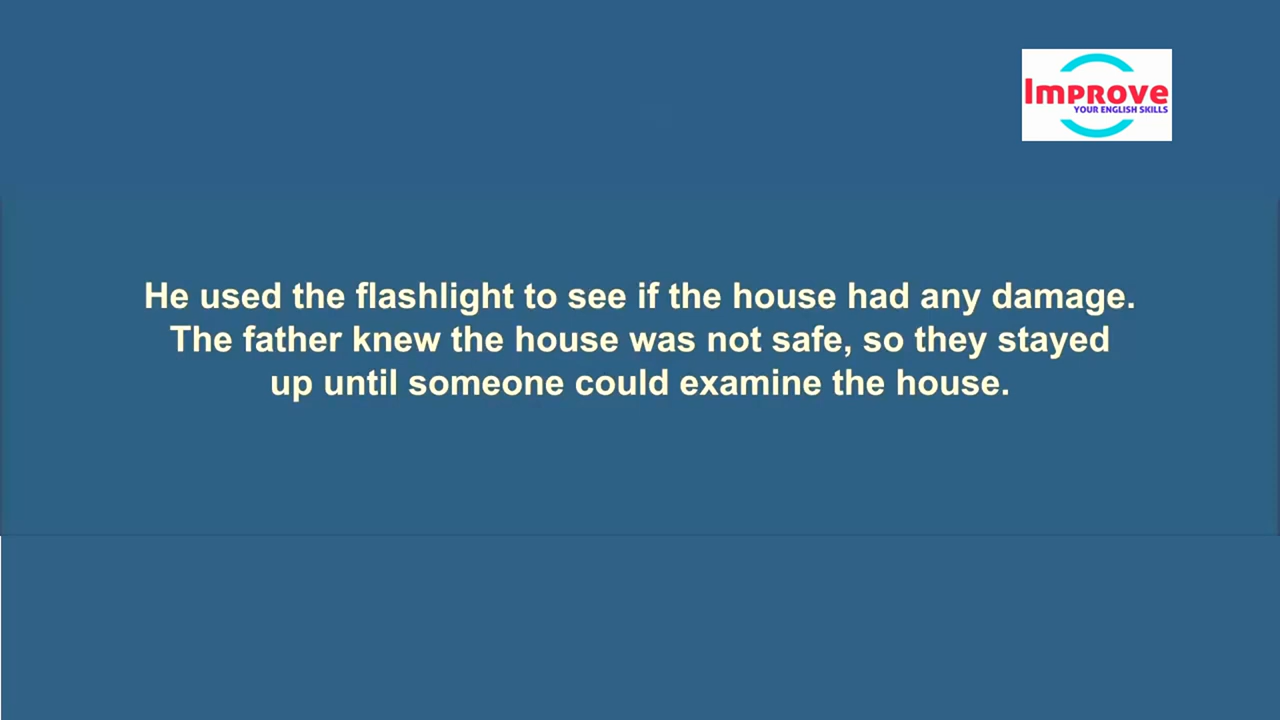 Improve
YOUR ENGLISH SKILLS
He used the flashlight to see if the house had any damage.
The father knew the house was not safe, so they stayed
up until someone could examine the house.